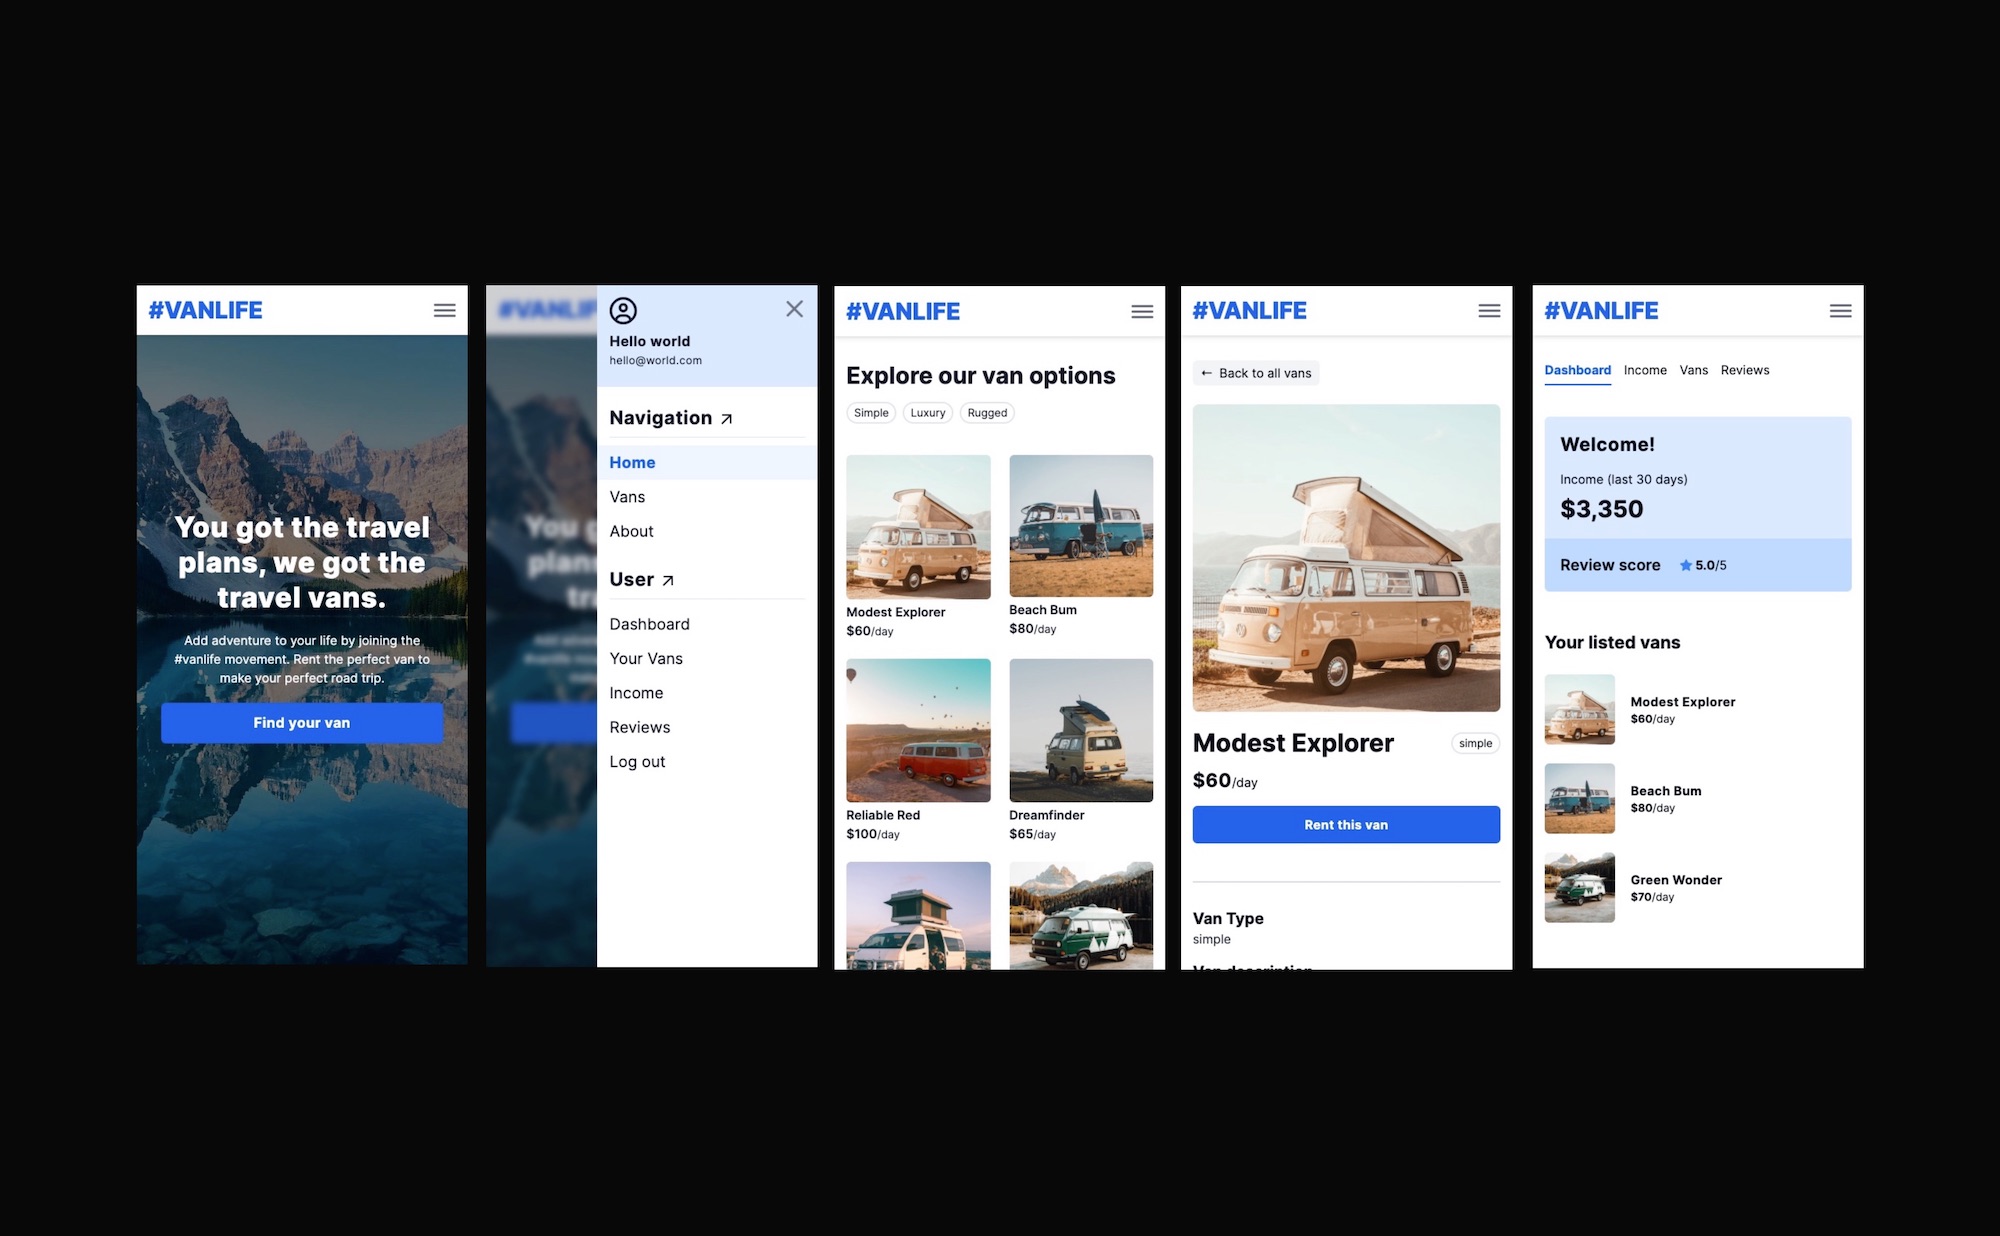 #VANLIFE
You got the travel
plans, we got the
travel vans.
Add adventure to your life by joining the
#vanlife movement. Rent the perfect van to
make your perfect road trip.
Find your van
#VANLIF
You g
plans
tra
Hello world
hello@world.com
Navigation ↗
Home
Vans
About
User ↗
Dashboard
Your Vans
Income
Reviews
Log out
#VANLIFE
Explore our van options
Simple Luxury Rugged
Modest Explorer
$60/day
Beach Bum
$80/day
Reliable Red
$100/day
Dreamfinder
$65/day
#VANLIFE
← Back to all vans
Modest Explorer simple
$60/day
Rent this van
Van Type
simple
Van description
#VANLIFE
Dashboard Income Vans Reviews
Welcome!
Income (last 30 days)
$3,350
Review score ★ 5.0/5
Your listed vans
Modest Explorer
$60/day
Beach Bum
$80/day
Green Wonder
$70/day